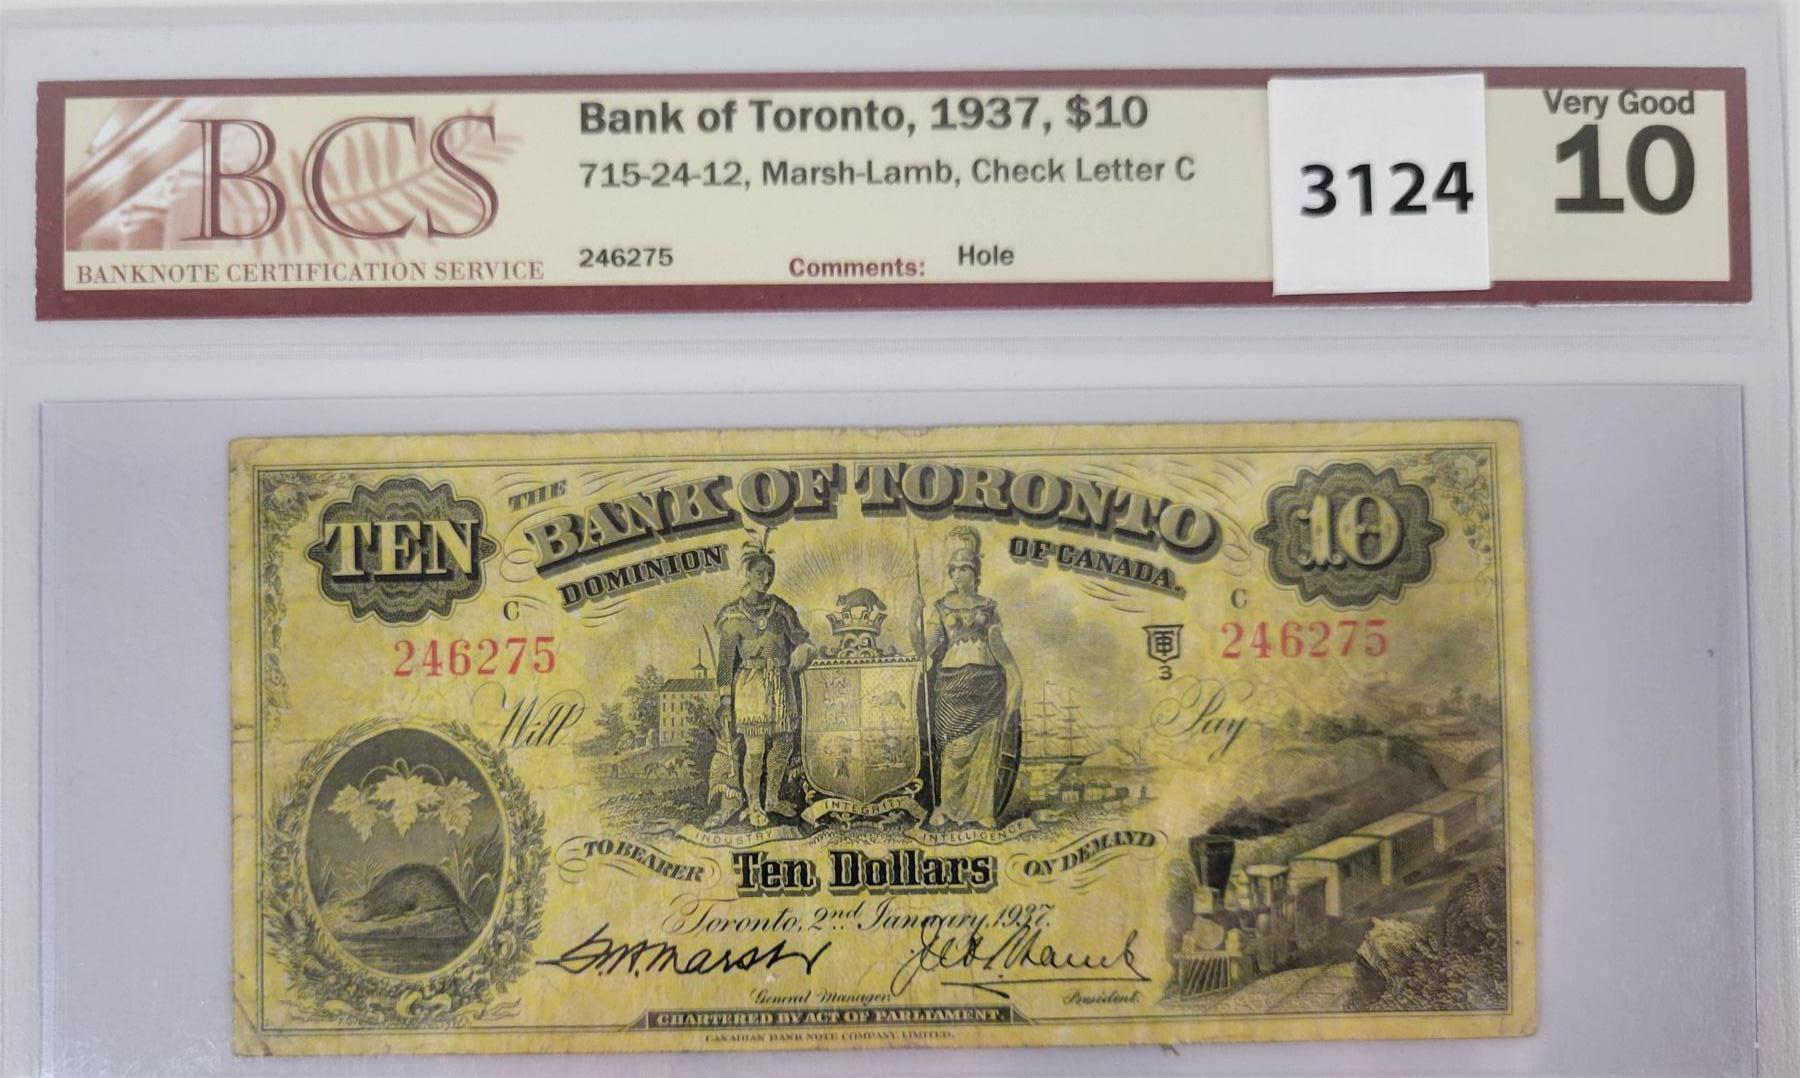 BCS
BANKNOTE CERTIFICATION SERVICE
Bank of Toronto, 1937, $10
715-24-12, Marsh-Lamb, Check Letter C
246275 Comments: Hole
3124
Very Good
10
THE
BANK OF TORONTO
TEN
10
DOMINION OF CANADA.
C C
246275 246275
3
Will Pay
INTEGRITY
INDUSTRY INTELLIGENCE
TO BEARER Ten Dollars ON DEMAND
Toronto, 2nd January, 1937.
General Manager. President.
CHARTERED BY ACT OF PARLIAMENT.
CANADIAN BANK NOTE COMPANY, LIMITED.